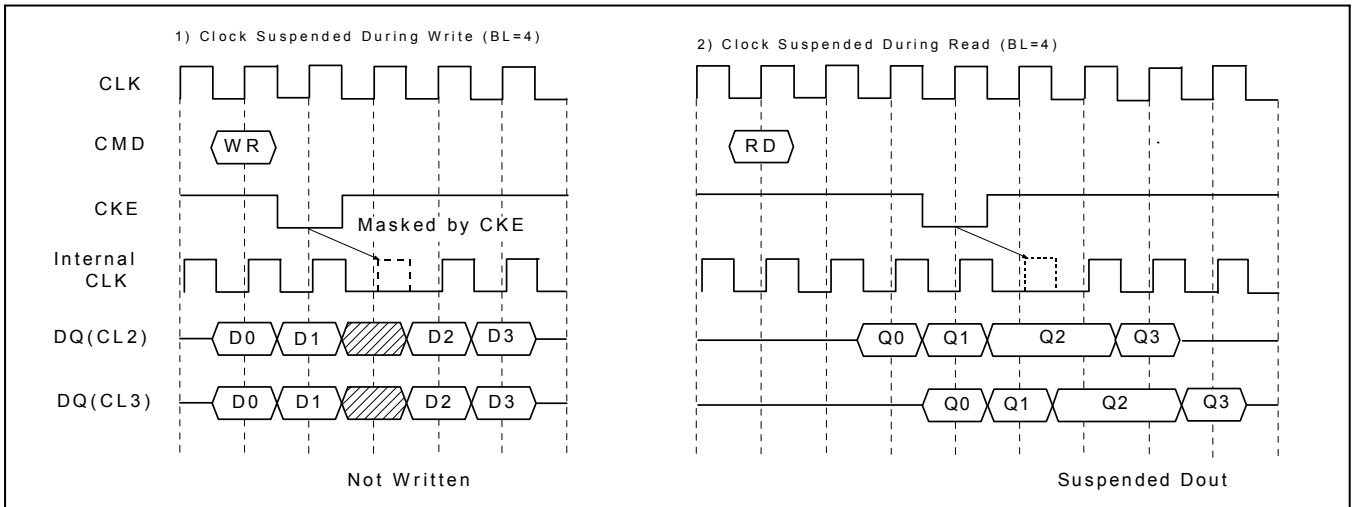 1) Clock Suspended During Write (BL=4)
2) Clock Suspended During Read (BL=4)
CLK
CMD
WR
RD
CKE
Masked by CKE
Internal
CLK
DQ(CL2)
D0 D1 D2 D3
Q0 Q1 Q2 Q3
DQ(CL3)
D0 D1 D2 D3
Q0 Q1 Q2 Q3
Not Written
Suspended Dout